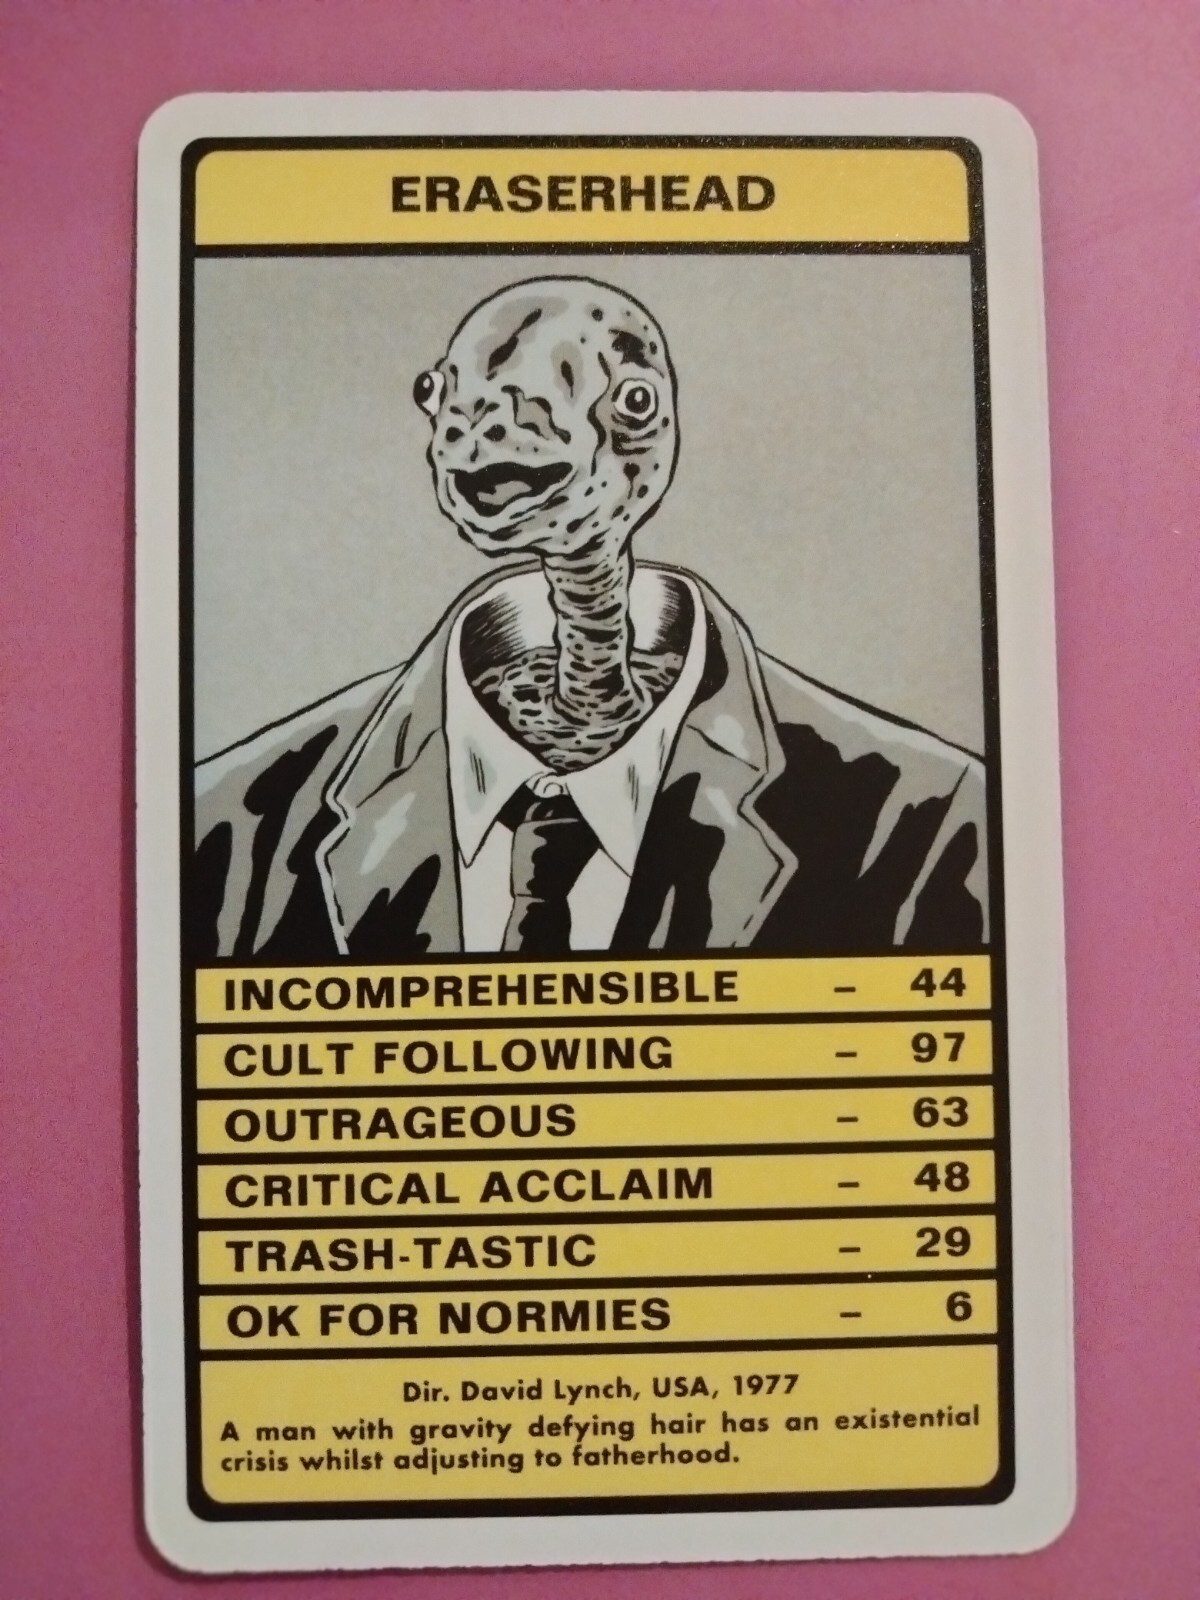 ERASERHEAD
INCOMPREHENSIBLE – 44
CULT FOLLOWING – 97
OUTRAGEOUS – 63
CRITICAL ACCLAIM – 48
TRASH-TASTIC – 29
OK FOR NORMIES – 6
Dir. David Lynch, USA, 1977
A man with gravity defying hair has an existential
crisis whilst adjusting to fatherhood.